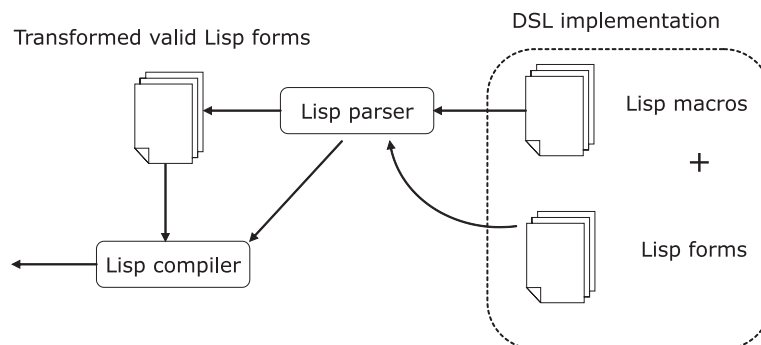 DSL implementation
Transformed valid Lisp forms
Lisp parser
Lisp macros
+
Lisp forms
Lisp compiler